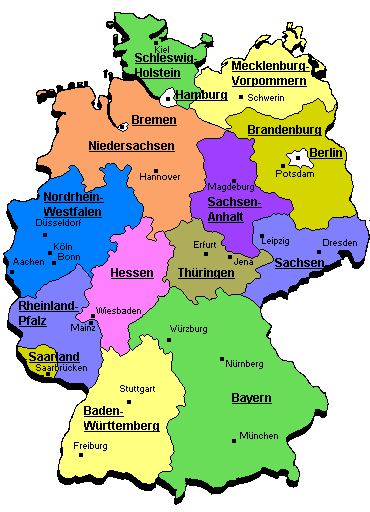 Kiel
Schleswig-
Holstein
Mecklenburg-
Vorpommern
Hamburg
Schwerin
Bremen
Brandenburg
Niedersachsen
Berlin
Potsdam
Hannover
Magdeburg
Nordrhein-
Westfalen
Sachsen-
Anhalt
Düsseldorf
Köln
Bonn
Aachen
Leipzig
Dresden
Erfurt
Jena
Sachsen
Hessen
Thüringen
Rheinland-
Pfalz
Wiesbaden
Mainz
Würzburg
Saarland
Saarbrücken
Nürnberg
Stuttgart
Bayern
Baden-
Württemberg
München
Freiburg